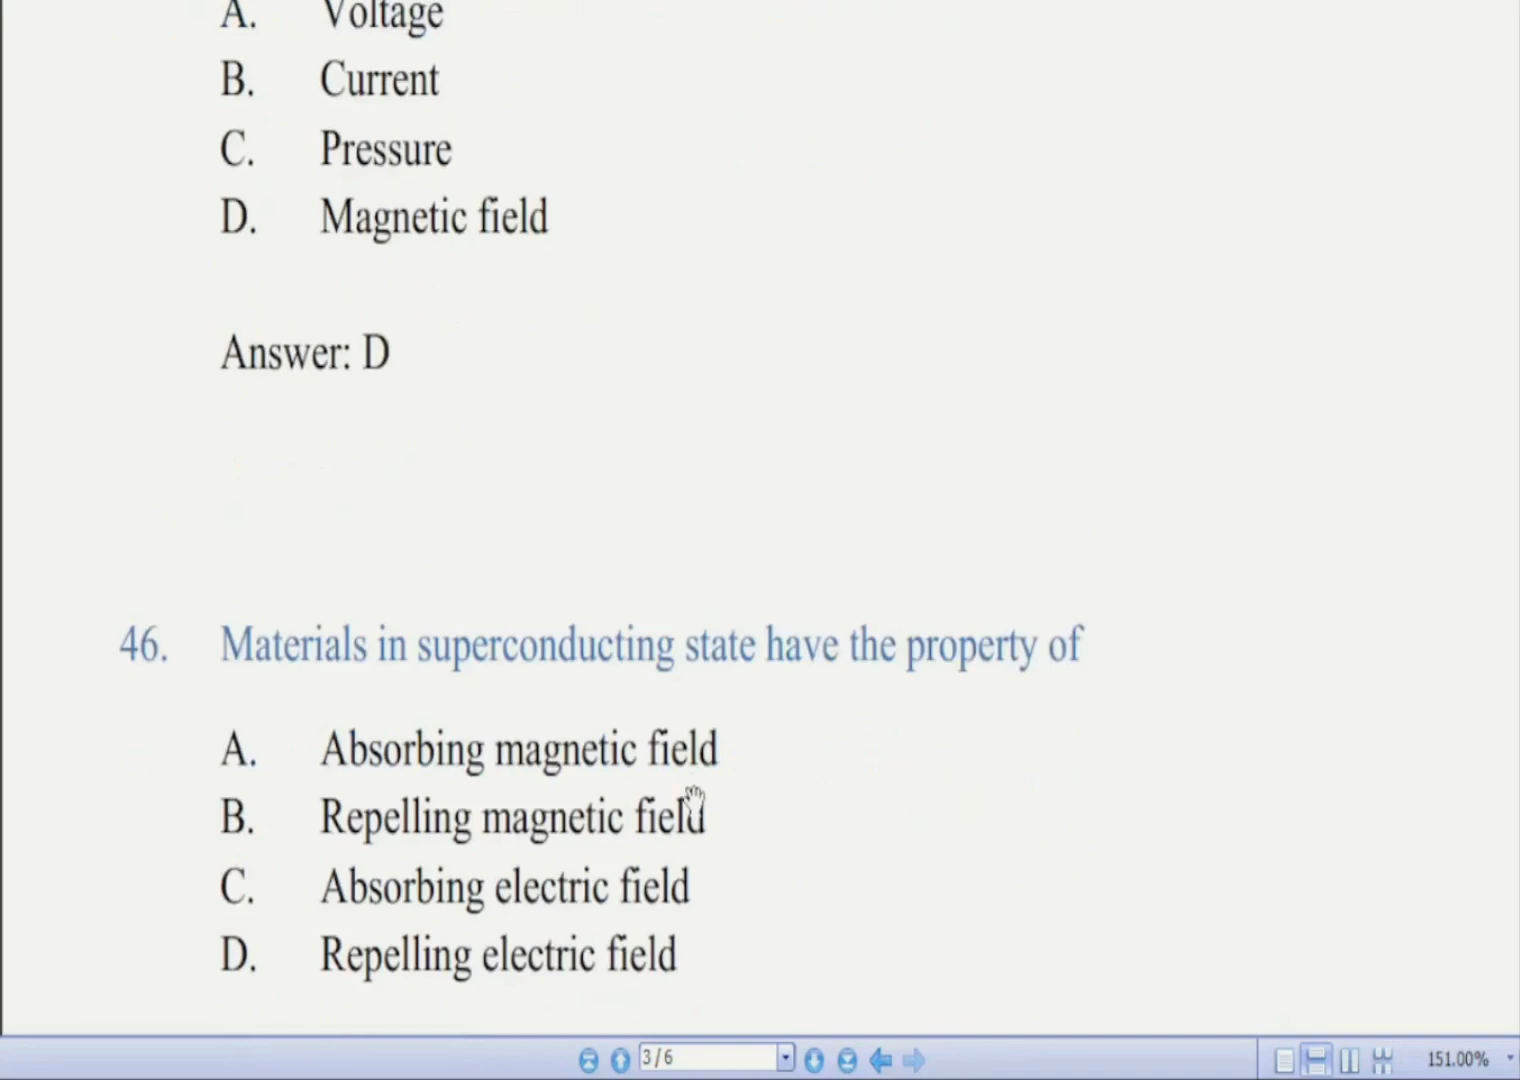 A. Voltage
B. Current
C. Pressure
D. Magnetic field
Answer: D
46. Materials in superconducting state have the property of
A. Absorbing magnetic field
B. Repelling magnetic field
C. Absorbing electric field
D. Repelling electric field
3/6
151.00%